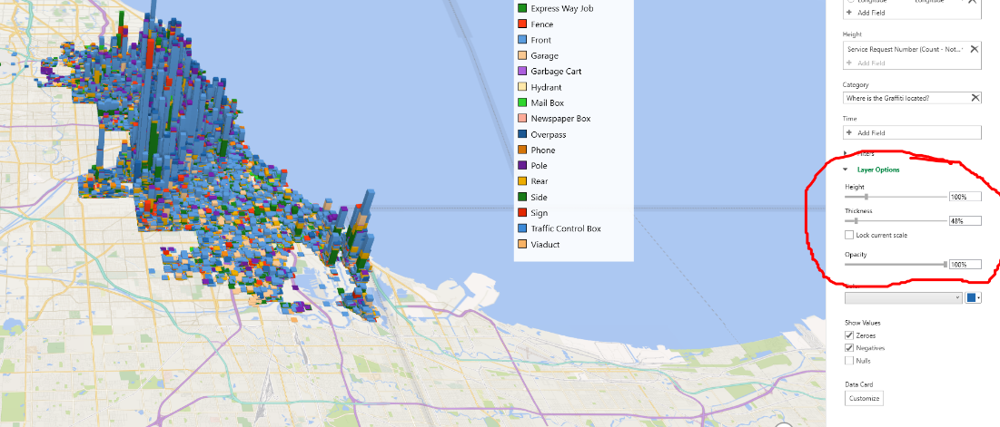 Express Way Job
Fence
Front
Garage
Garbage Cart
Hydrant
Mail Box
Newspaper Box
Overpass
Phone
Pole
Rear
Side
Sign
Traffic Control Box
Viaduct
Longitude Longitude
+ Add Field
Height
Service Request Number (Count - Not...
+ Add Field
Category
Where is the Graffiti located?
Time
+ Add Field
Layer Options
Height
100%
Thickness
48%
Lock current scale
Opacity
100%
Show Values
Zeroes
Negatives
Nulls
Data Card
Customize